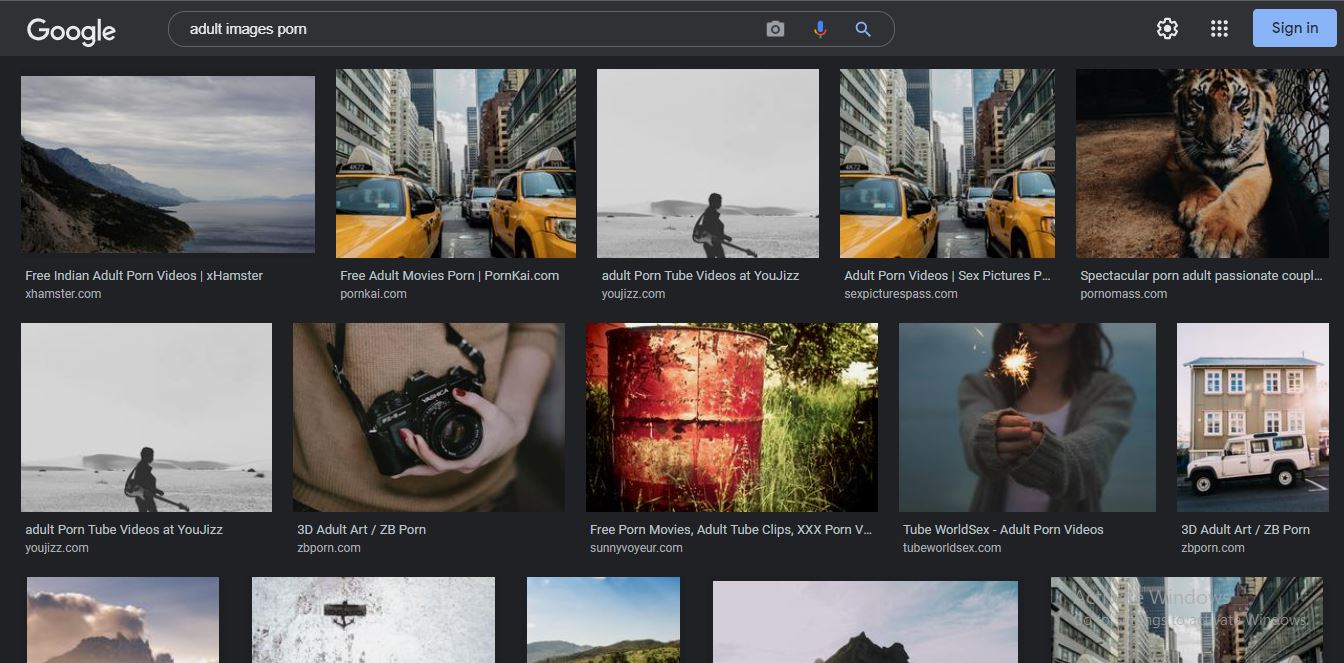 Google
adult images porn
Sign in
Free Indian Adult Porn Videos | xHamster
xhamster.com
Free Adult Movies Porn | PornKai.com
pornkai.com
adult Porn Tube Videos at YouJizz
youjizz.com
Adult Porn Videos | Sex Pictures P...
sexpicturespass.com
Spectacular porn adult passionate coupl...
pornomass.com
adult Porn Tube Videos at YouJizz
youjizz.com
3D Adult Art / ZB Porn
zbporn.com
Free Porn Movies, Adult Tube Clips, XXX Porn V...
sunnyvoyeur.com
Tube WorldSex - Adult Porn Videos
tubeworldsex.com
3D Adult Art / ZB Porn
zbporn.com
4K72
4K72
YASHICA
Windows
to activate Windows.